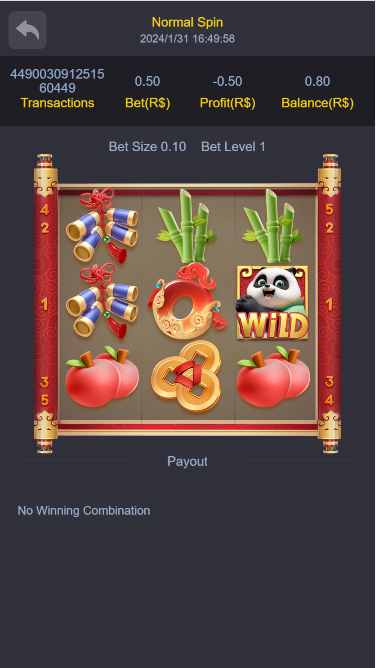 Normal Spin
2024/1/31 16:49:58
4490030912515
60449
0.50
-0.50
0.80
Transactions
Bet(R$)
Profit(R$)
Balance(R$)
Bet Size 0.10
Bet Level 1
4
5
2
2
1
WiLD
1
3
3
5
4
Payout
No Winning Combination